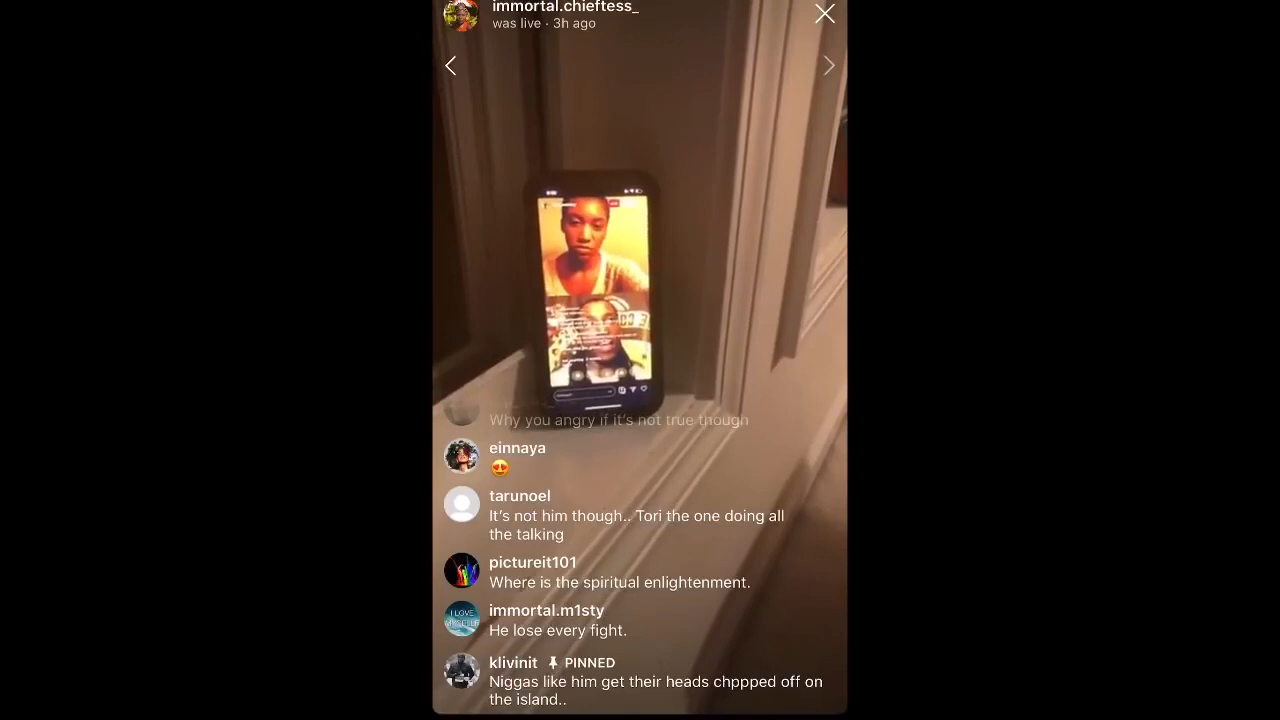 immortal.chieftess_
was live · 3h ago
Why you angry if it's not true though
einnaya
tarunoel
It's not him though.. Tori the one doing all
the talking
pictureit101
Where is the spiritual enlightenment.
I LOVE
MYSELF
immortal.m1sty
He lose every fight.
klivinit PINNED
Niggas like him get their heads chppped off on
the island..